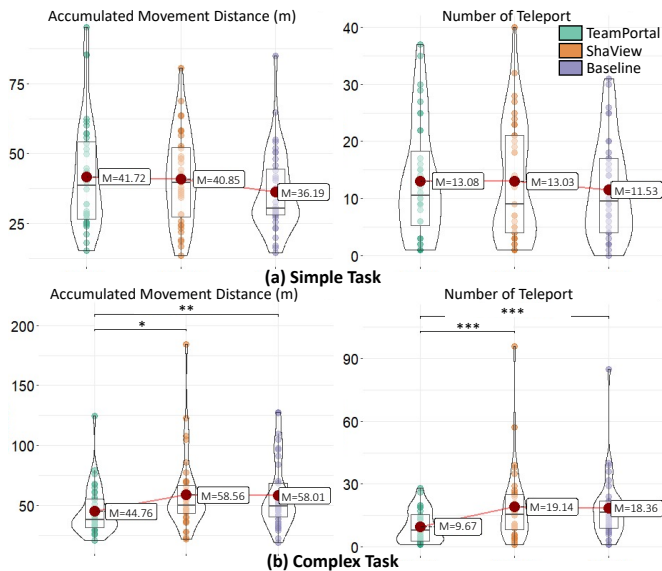 Accumulated Movement Distance (m)
Number of Teleport
TeamPortal
ShaView
Baseline
75
50
25
M=41.72
M=40.85
M=36.19
40
30
20
10
0
M=13.08
M=13.03
M=11.53
(a) Simple Task
Accumulated Movement Distance (m)
Number of Teleport
200
150
100
50
**
*
M=44.76
M=58.56
M=58.01
90
60
30
0
***
***
M=9.67
M=19.14
M=18.36
(b) Complex Task